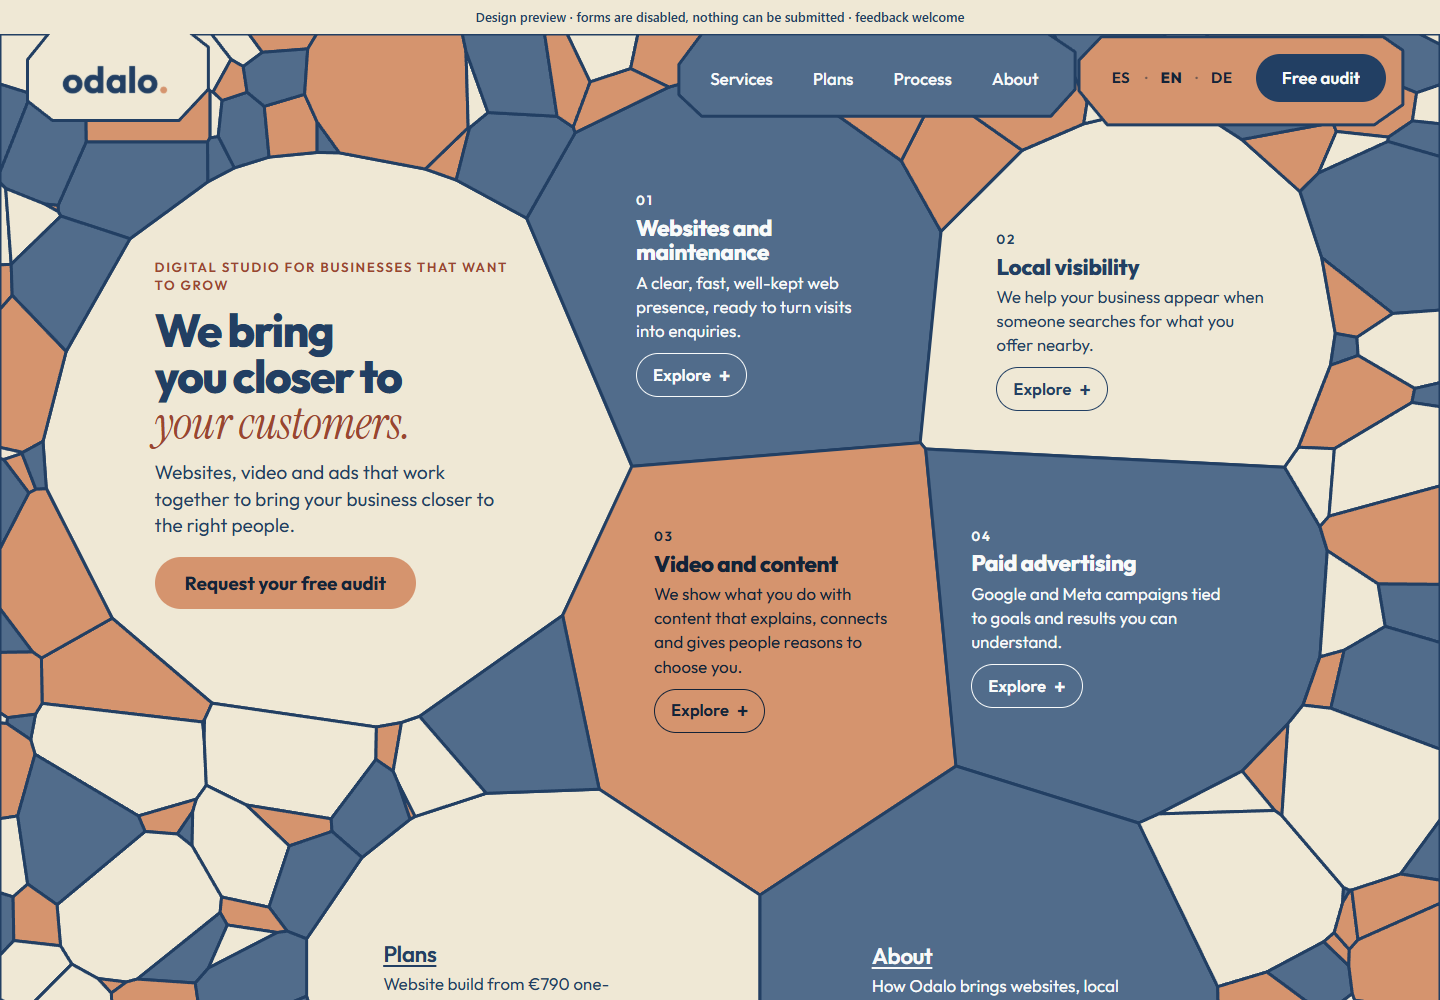 Design preview · forms are disabled, nothing can be submitted · feedback welcome
odalo.
Services
Plans
Process
About
ES · EN · DE
Free audit
DIGITAL STUDIO FOR BUSINESSES THAT WANT
TO GROW
We bring
you closer to
your customers.
Websites, video and ads that work
together to bring your business closer to
the right people.
Request your free audit
01
Websites and
maintenance
A clear, fast, well-kept web
presence, ready to turn visits
into enquiries.
Explore +
02
Local visibility
We help your business appear when
someone searches for what you
offer nearby.
Explore +
03
Video and content
We show what you do with
content that explains, connects
and gives people reasons to
choose you.
Explore +
04
Paid advertising
Google and Meta campaigns tied
to goals and results you can
understand.
Explore +
Plans
Website build from €790 one-
About
How Odalo brings websites, local